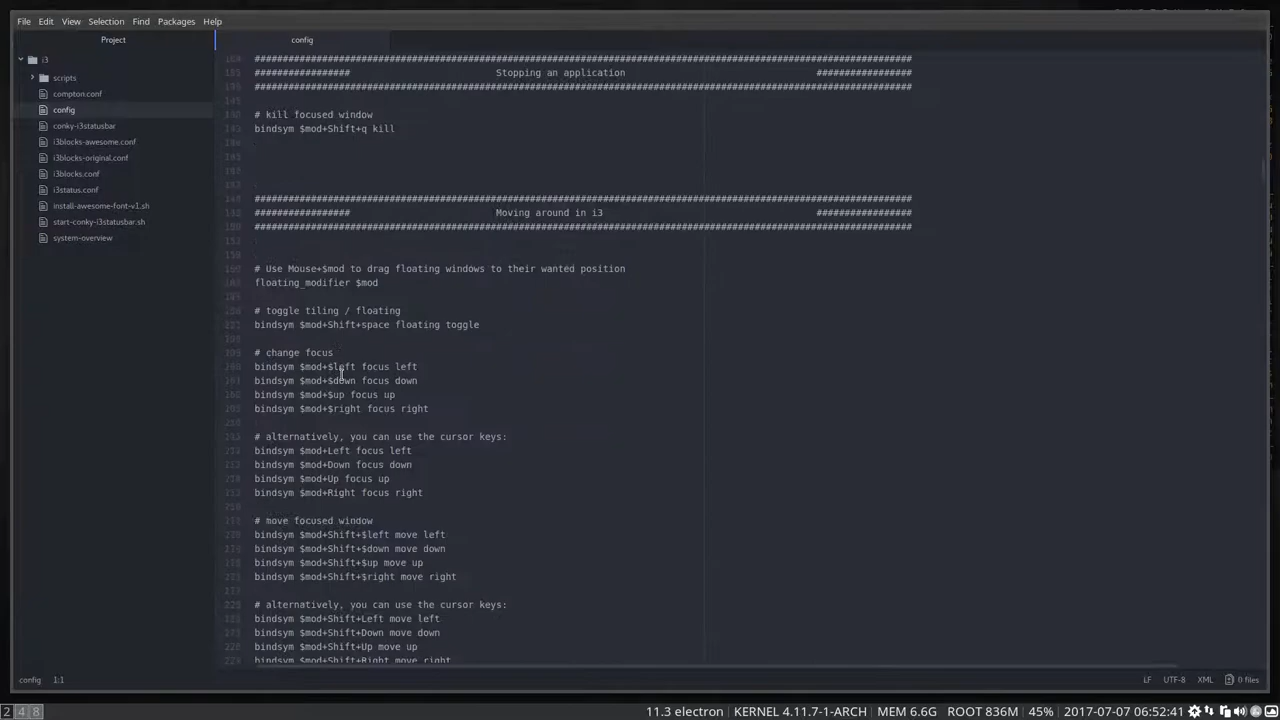 File Edit View Selection Find Packages Help
Project
config
i3
scripts
compton.conf
config
conky-i3statusbar
i3blocks-awesome.conf
i3blocks-original.conf
i3blocks.conf
i3status.conf
install-awesome-font-v1.sh
start-conky-i3statusbar.sh
system-overview
#####################################################################################################################
################# Stopping an application #################
#####################################################################################################################
# kill focused window
bindsym $mod+Shift+q kill
#####################################################################################################################
################# Moving around in i3 #################
#####################################################################################################################
# Use Mouse+$mod to drag floating windows to their wanted position
floating_modifier $mod
# toggle tiling / floating
bindsym $mod+Shift+space floating toggle
# change focus
bindsym $mod+$left focus left
bindsym $mod+$down focus down
bindsym $mod+$up focus up
bindsym $mod+$right focus right
# alternatively, you can use the cursor keys:
bindsym $mod+Left focus left
bindsym $mod+Down focus down
bindsym $mod+Up focus up
bindsym $mod+Right focus right
# move focused window
bindsym $mod+Shift+$left move left
bindsym $mod+Shift+$down move down
bindsym $mod+Shift+$up move up
bindsym $mod+Shift+$right move right
# alternatively, you can use the cursor keys:
bindsym $mod+Shift+Left move left
bindsym $mod+Shift+Down move down
bindsym $mod+Shift+Up move up
bindsym $mod+Shift+Right move right
config 1:1 LF UTF-8 XML 0 files
2 4 8 11.3 electron KERNEL 4.11.7-1-ARCH MEM 6.6G ROOT 836M 45% 2017-07-07 06:52:41